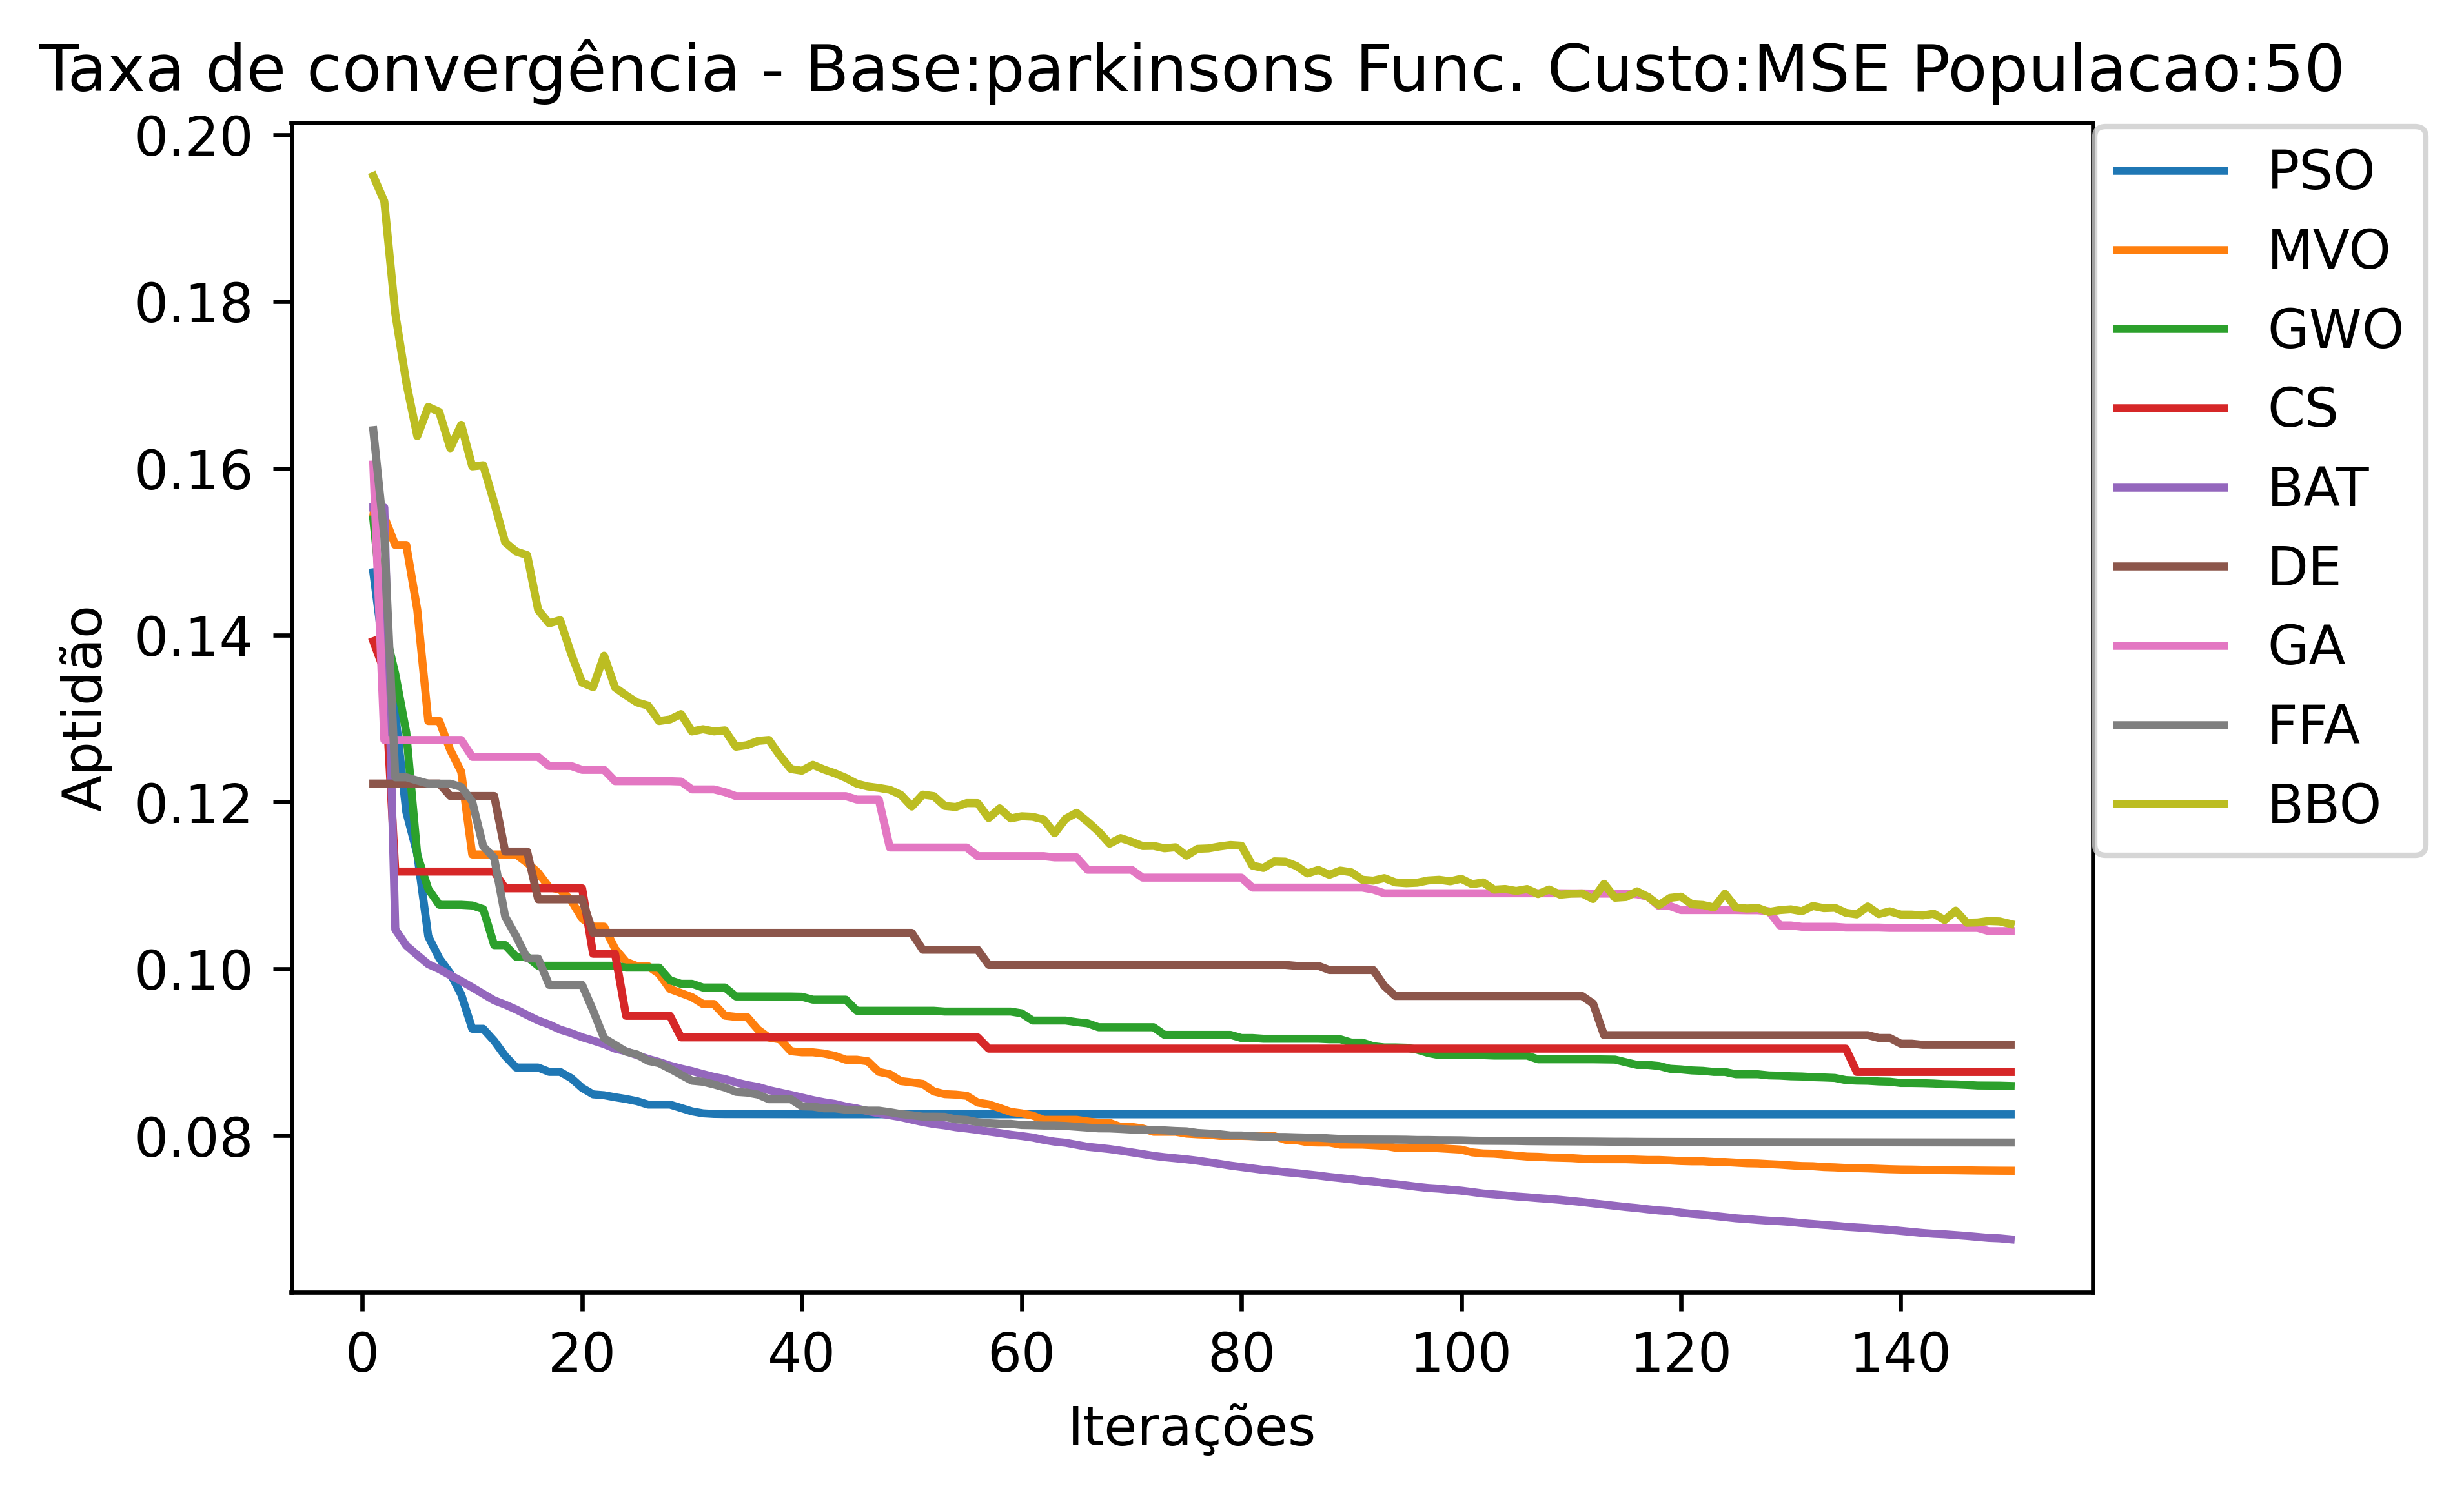 Taxa de convergência - Base:parkinsons Func. Custo:MSE Populacao:50
0.20
0.18
0.16
0.14
0.12
0.10
0.08
Aptidão
0 20 40 60 80 100 120 140
Iterações
PSO
MVO
GWO
CS
BAT
DE
GA
FFA
BBO